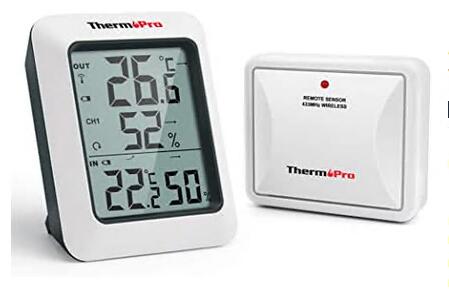 ThermoPro
OUT
26.6 °C
CH1
52 %
IN
22.2 °C 50 %
REMOTE SENSOR
433MHz WIRELESS
ThermoPro